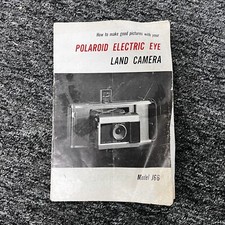 How to make good pictures with your
POLAROID ELECTRIC EYE
LAND CAMERA
Model J66